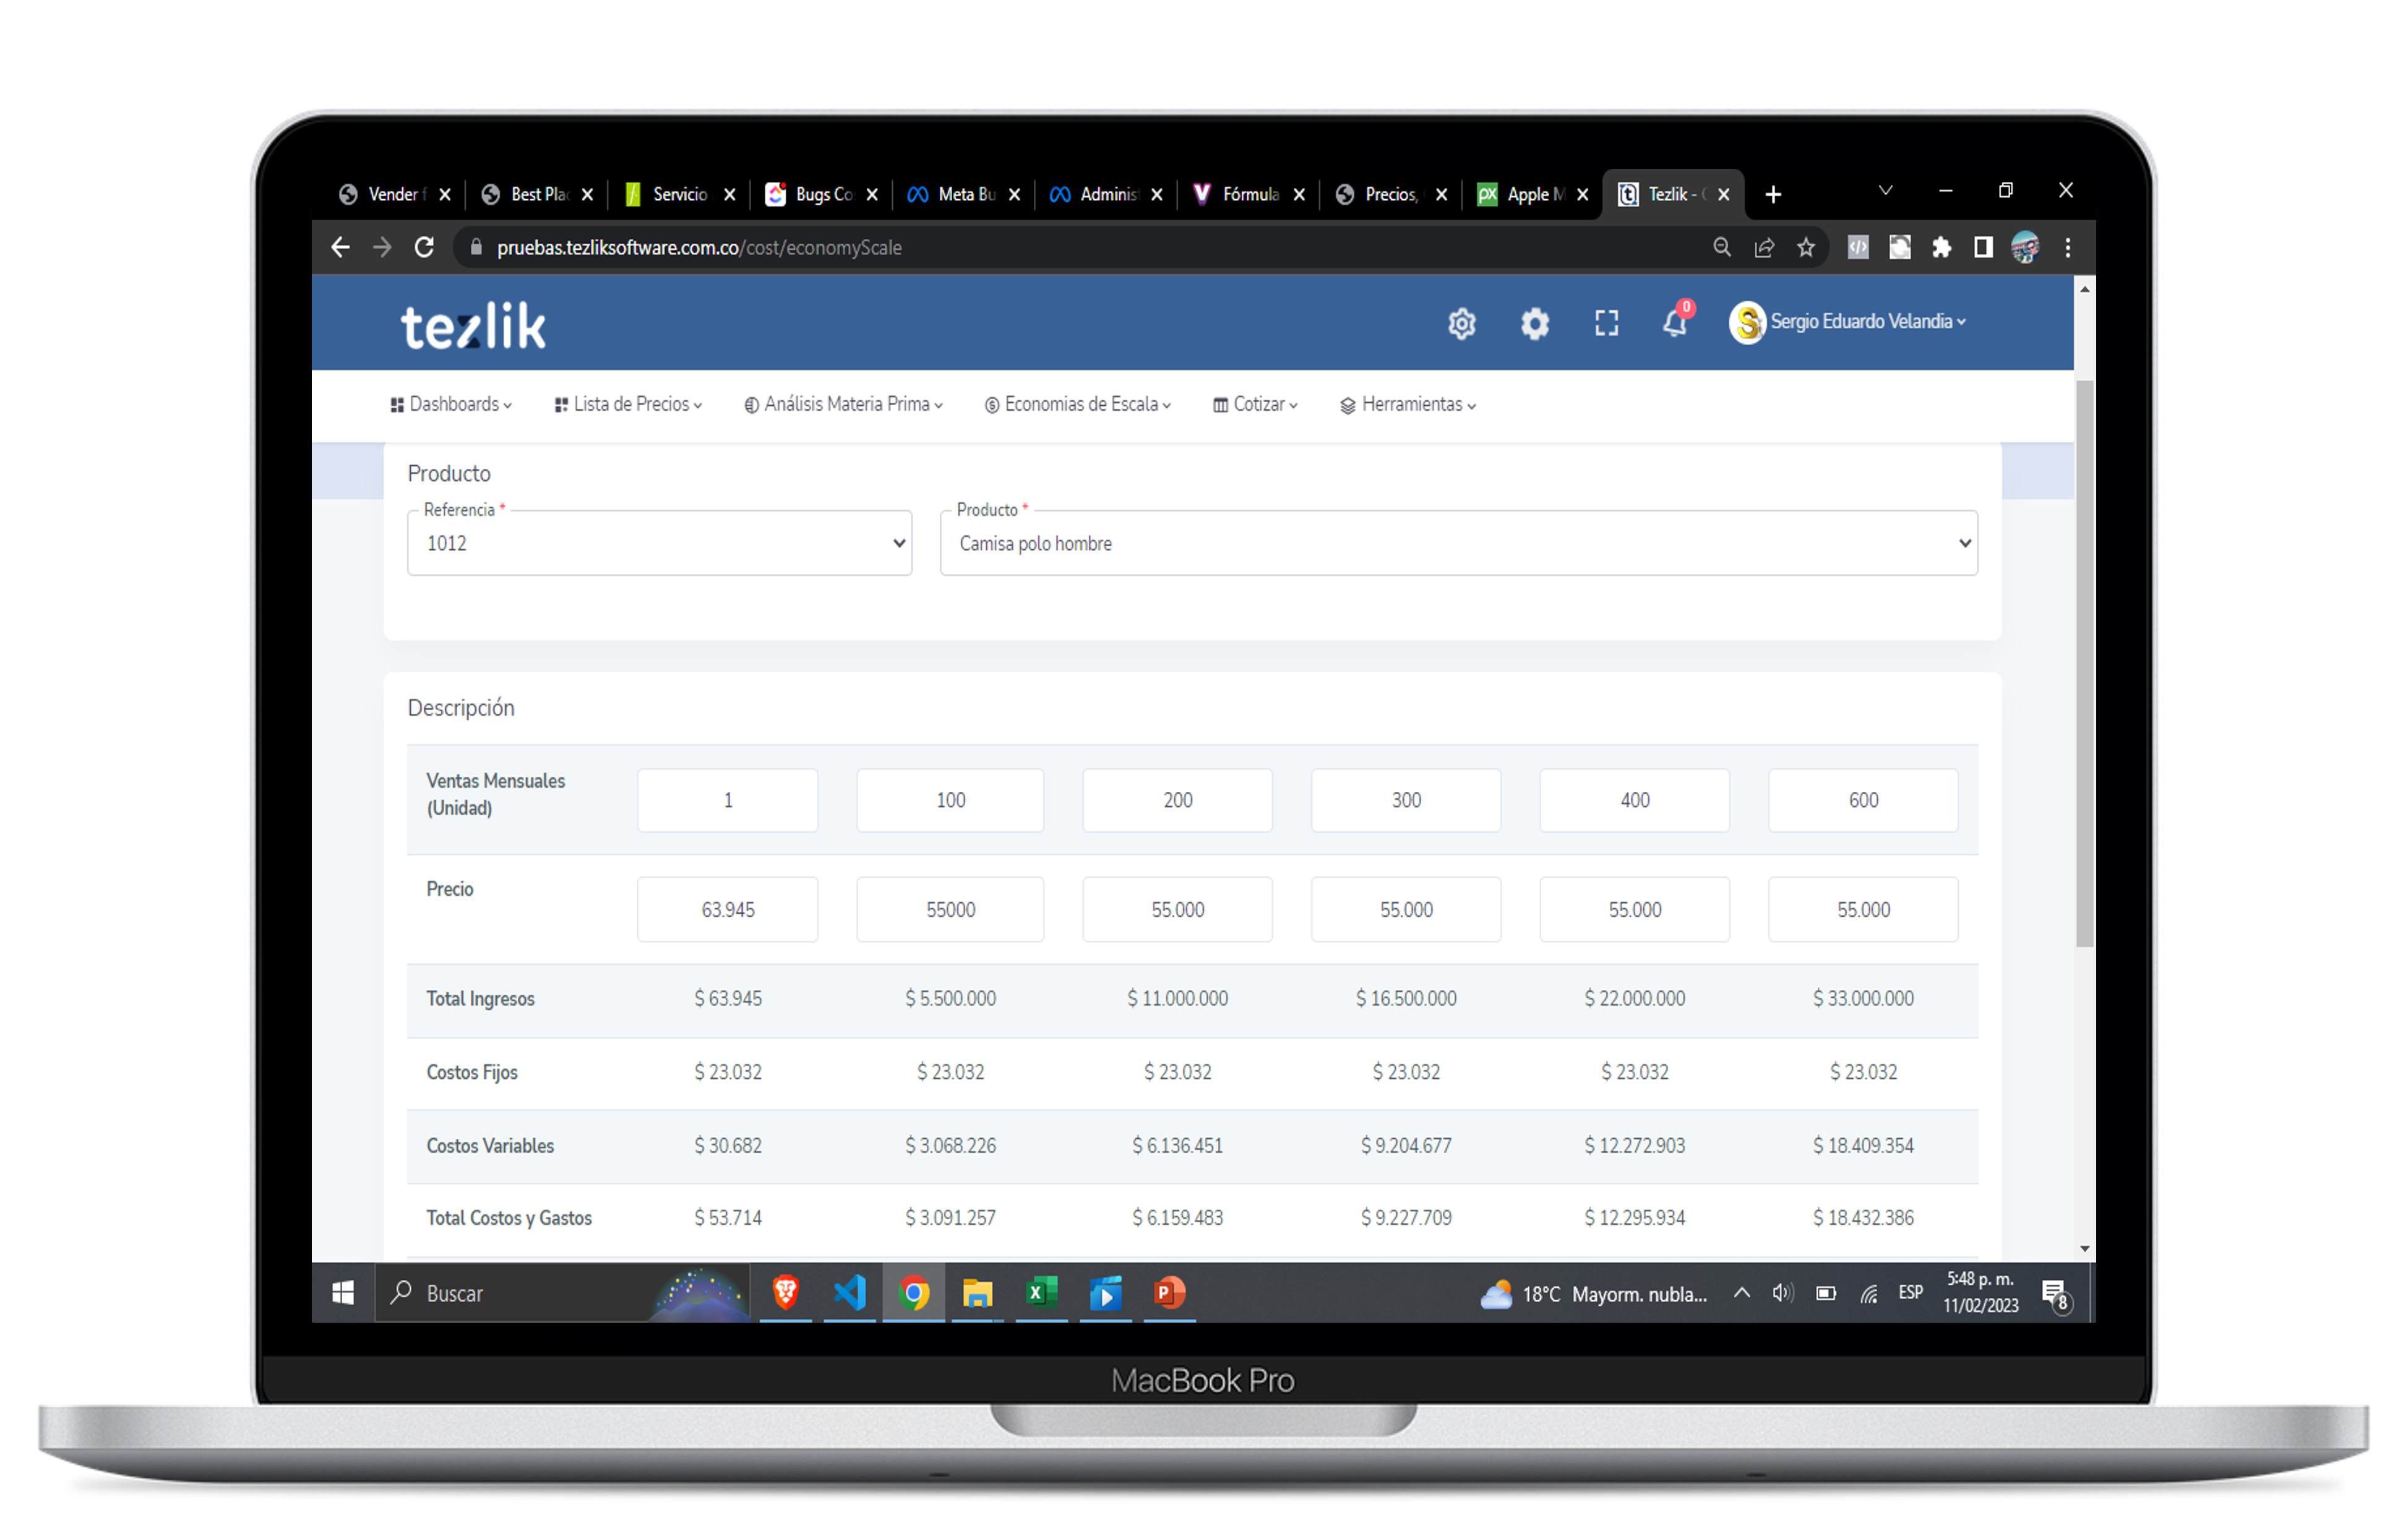 Vender f
Best Pla
Servicio
Bugs Co
Meta Bu
Adminis
Fórmula
Precios,
Apple M
Tezlik - 
pruebas.tezliksoftware.com.co/cost/economyScale
tezlik
0
Sergio Eduardo Velandia
Dashboards
Lista de Precios
Análisis Materia Prima
Economias de Escala
Cotizar
Herramientas
Producto
Referencia *
1012
Producto *
Camisa polo hombre
Descripción
Ventas Mensuales
(Unidad)
1 100 200 300 400 600
Precio 63.945 55000 55.000 55.000 55.000 55.000
Total Ingresos $ 63.945 $ 5.500.000 $ 11.000.000 $ 16.500.000 $ 22.000.000 $ 33.000.000
Costos Fijos $ 23.032 $ 23.032 $ 23.032 $ 23.032 $ 23.032 $ 23.032
Costos Variables $ 30.682 $ 3.068.226 $ 6.136.451 $ 9.204.677 $ 12.272.903 $ 18.409.354
Total Costos y Gastos $ 53.714 $ 3.091.257 $ 6.159.483 $ 9.227.709 $ 12.295.934 $ 18.432.386
Buscar
18°C Mayorm. nubla...
ESP
5:48 p. m.
11/02/2023
8
MacBook Pro